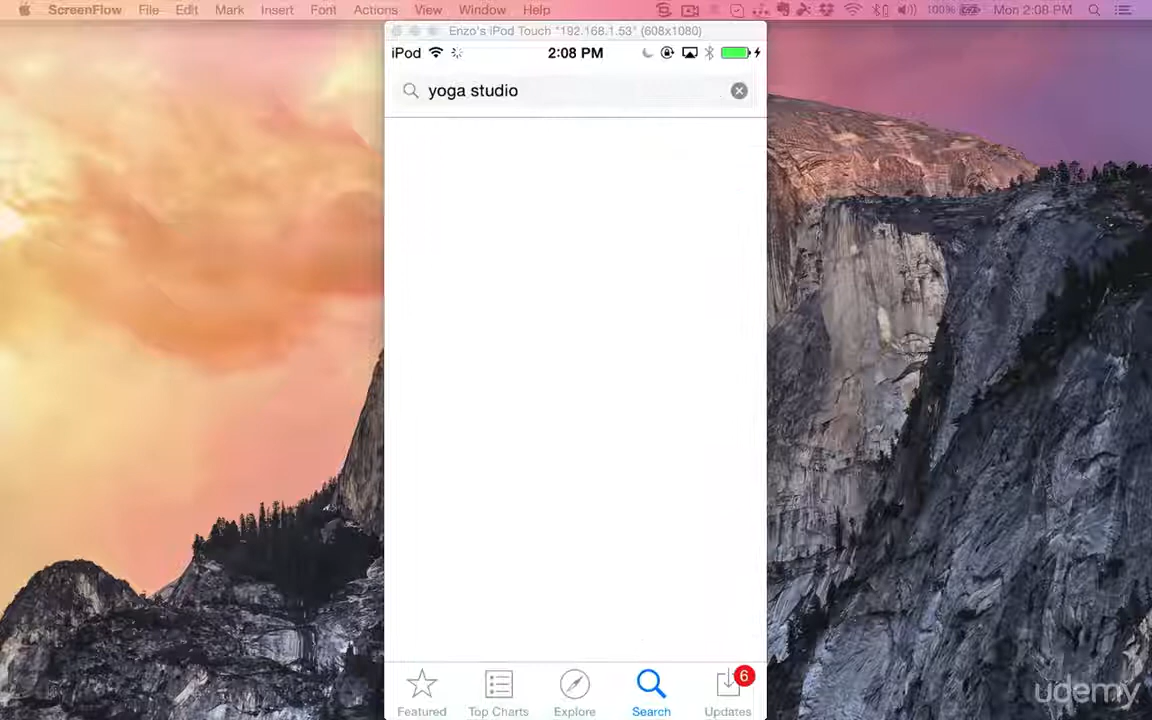 ScreenFlow File Edit Mark Insert Font Actions View Window Help 100% Mon 2:08 PM
Enzo's iPod Touch "192.168.1.53" (608x1080)
iPod 2:08 PM
yoga studio
6
Featured Top Charts Explore Search Updates
udemy